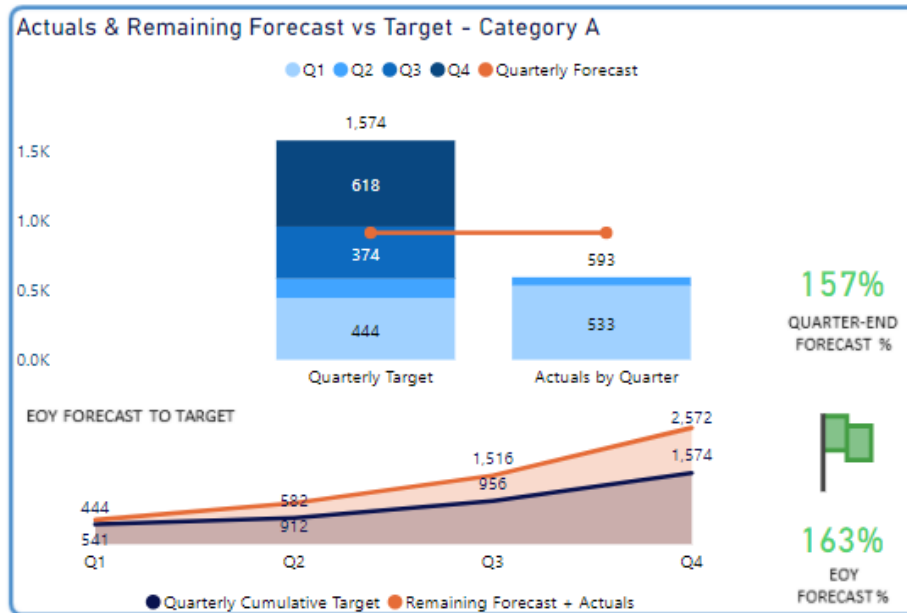 Actuals & Remaining Forecast vs Target - Category A
Q1 Q2 Q3 Q4 Quarterly Forecast
1,574
1.5K
618
1.0K
374
593
0.5K
444
533
0.0K
Quarterly Target
Actuals by Quarter
157%
QUARTER-END
FORECAST %
EOY FORECAST TO TARGET
2,572
1,516
1,574
956
444
582
541
912
Q1 Q2 Q3 Q4
Quarterly Cumulative Target Remaining Forecast + Actuals
163%
EOY
FORECAST %